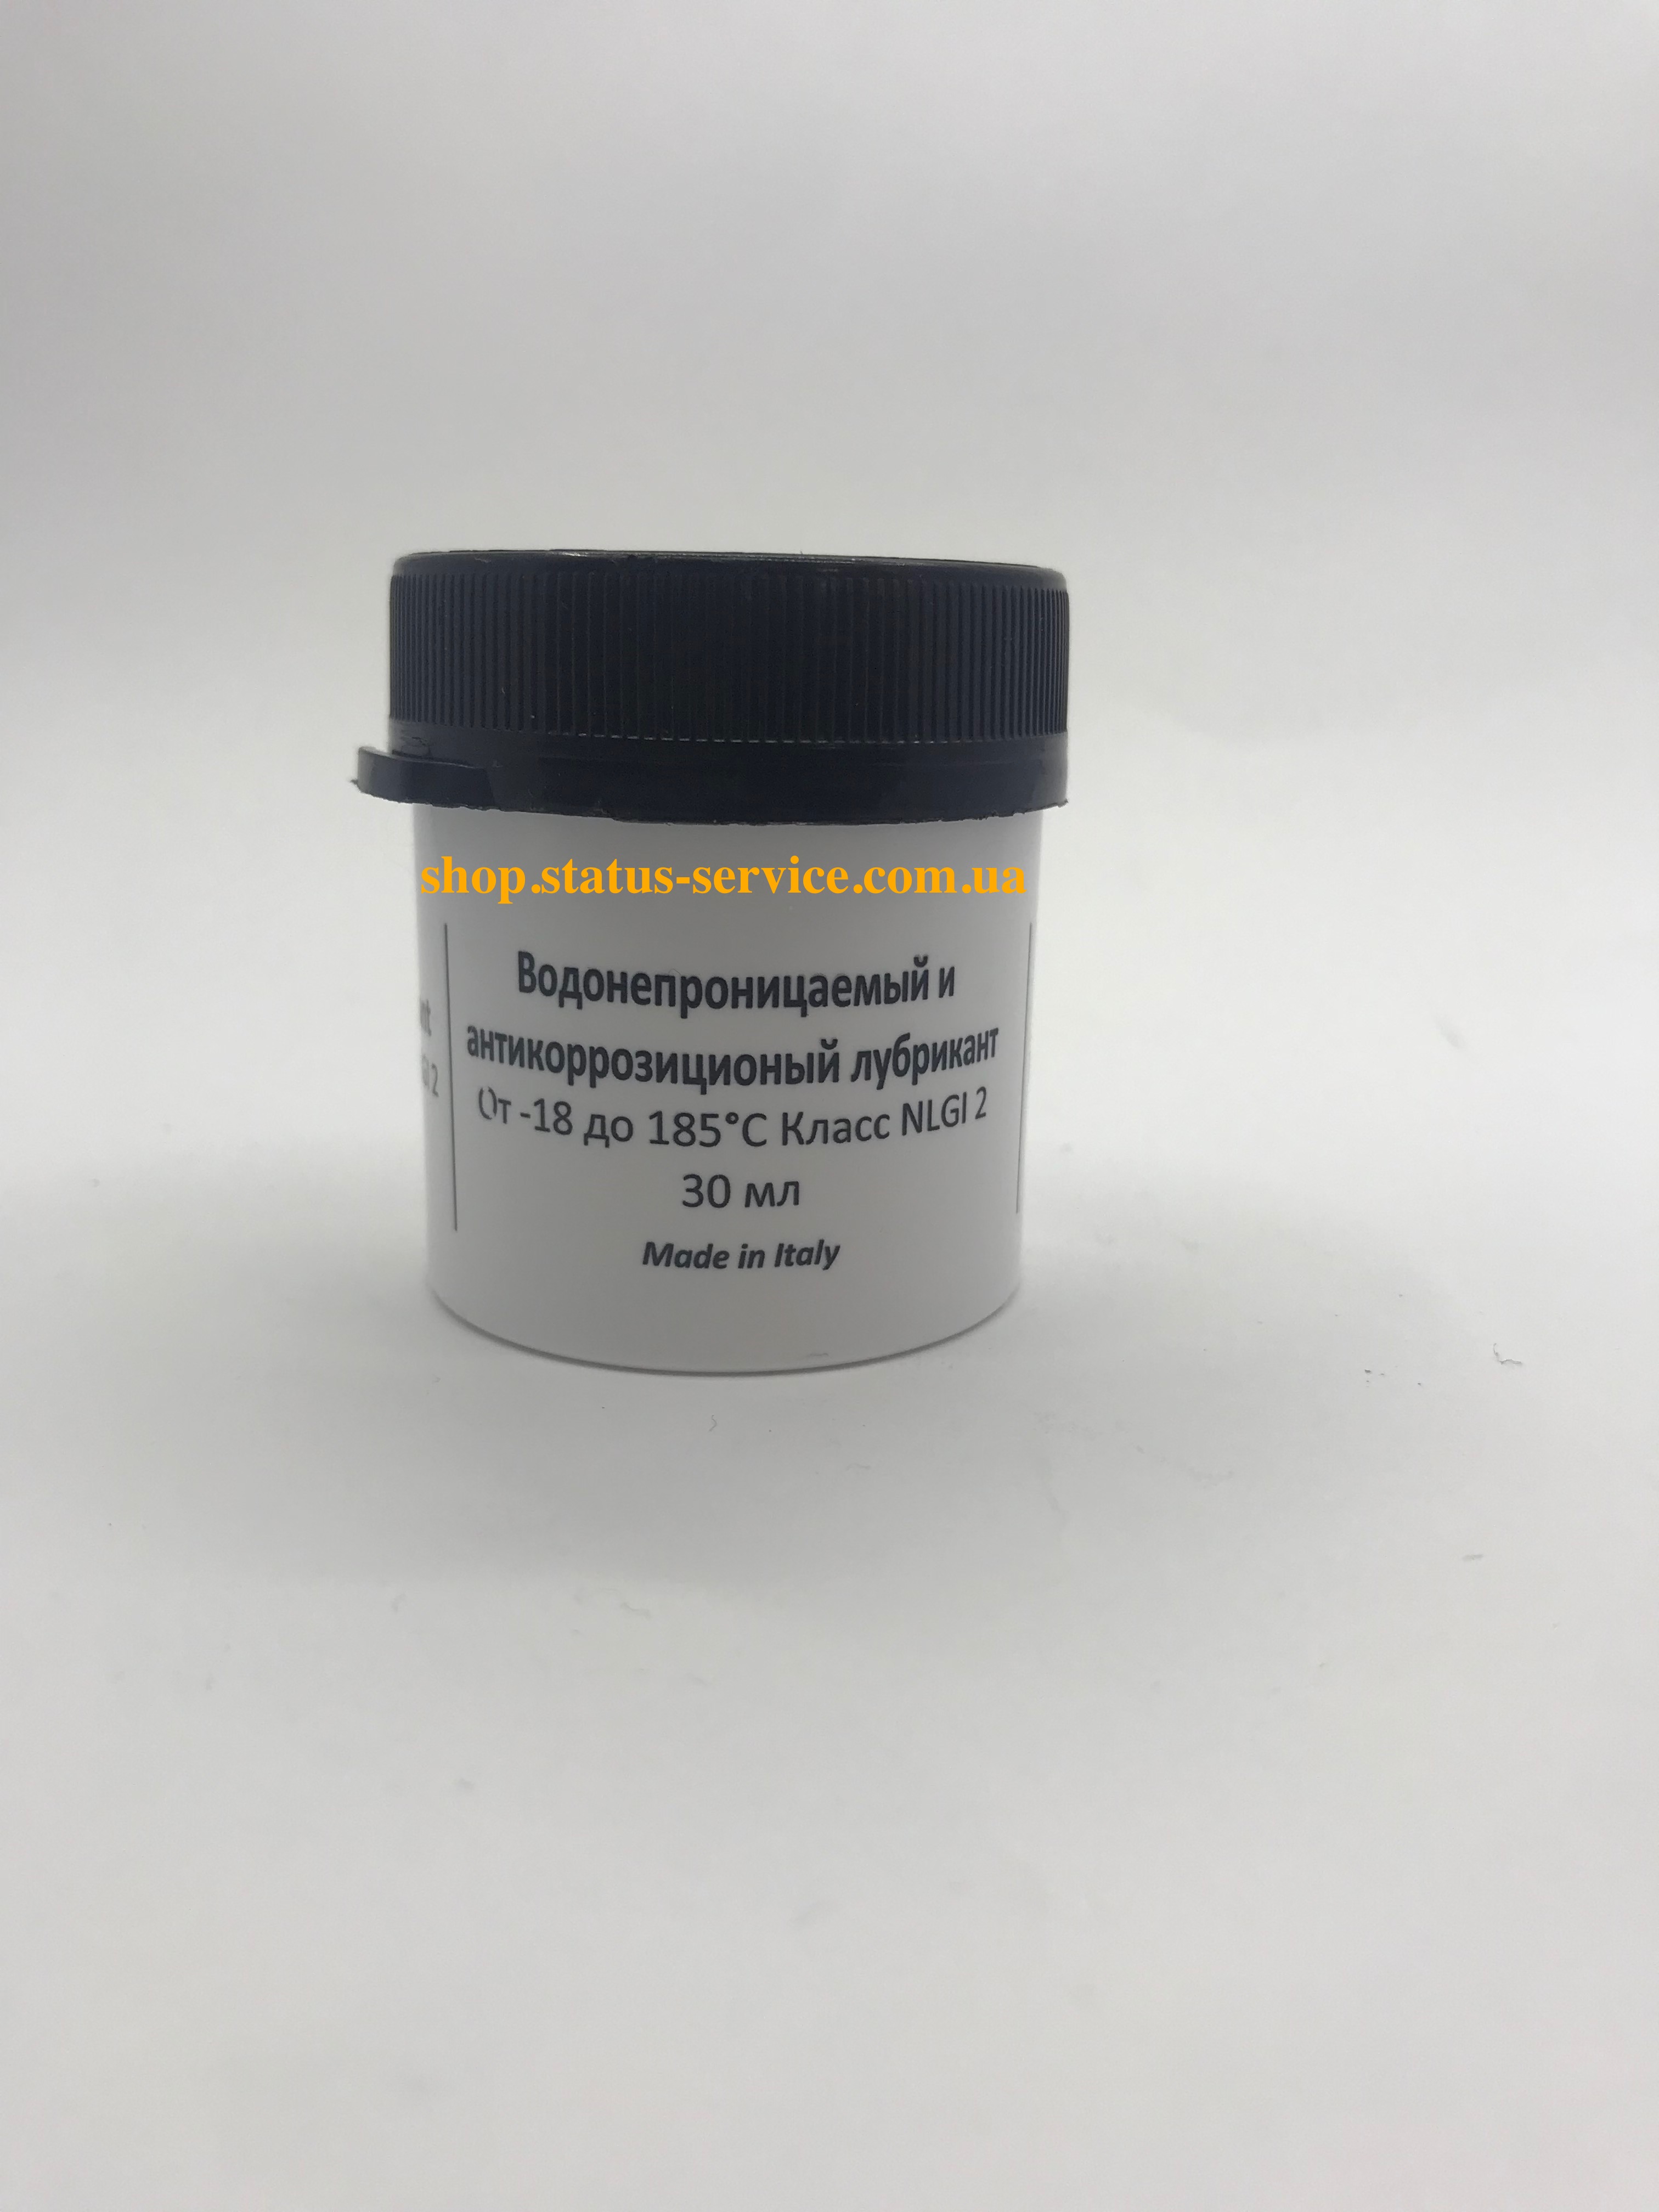 shop.status-service.com.ua
Водонепроницаемый и
антикоррозиционый лубрикант
От -18 до 185°C Класс NLGI 2
30 мл
Made in Italy